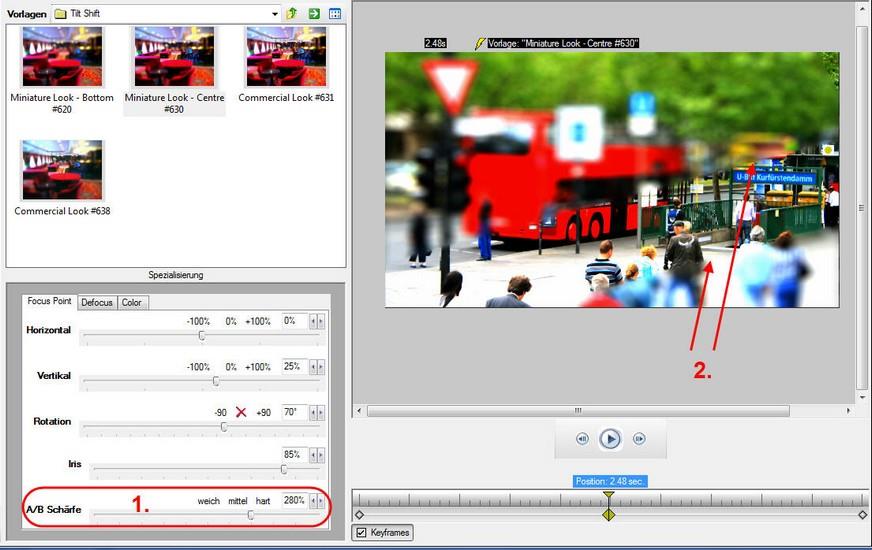 Vorlagen Tilt Shift
Miniature Look - Bottom #620
Miniature Look - Centre #630
Commercial Look #631
Commercial Look #638
Spezialisierung
Focus Point Defocus Color
Horizontal -100% 0% +100% 0%
Vertikal -100% 0% +100% 25%
Rotation -90 +90 70°
Iris 85%
A/B Schärfe 1. weich mittel hart 280%
2.48s Vorlage: "Miniature Look - Centre #630"
Kurfürstendamm
2.
Position: 2.48 sec.
Keyframes